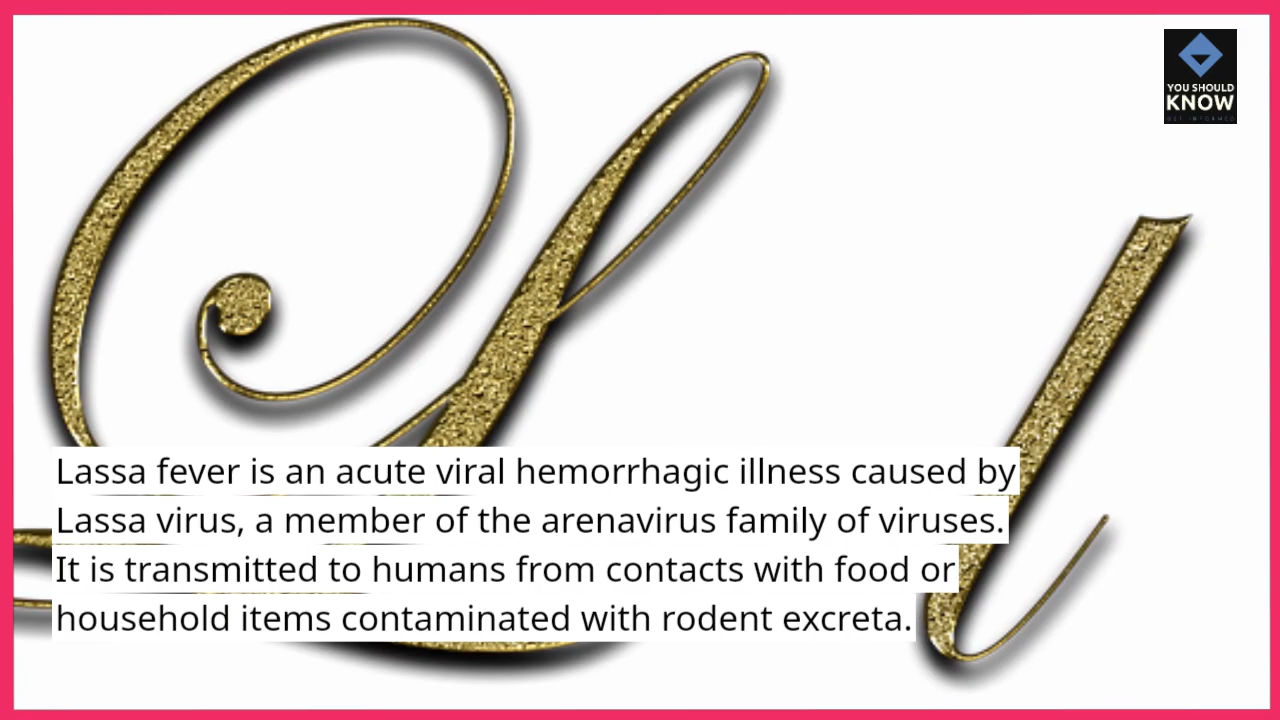 L l
YOU SHOULD
KNOW
GET INFORMED
Lassa fever is an acute viral hemorrhagic illness caused by
Lassa virus, a member of the arenavirus family of viruses.
It is transmitted to humans from contacts with food or
household items contaminated with rodent excreta.